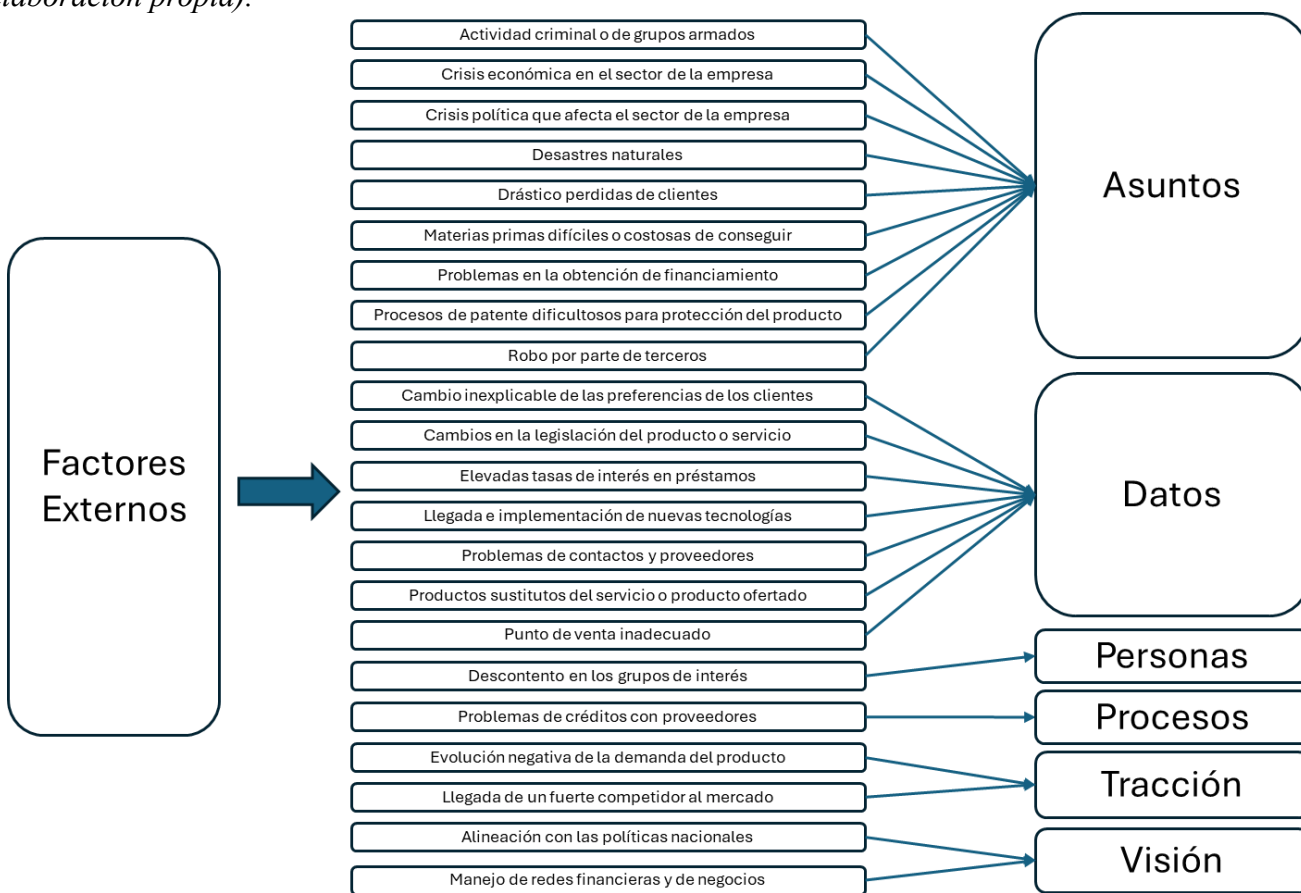 elaboración propia).
Actividad criminal o de grupos armados
Crisis económica en el sector de la empresa
Crisis política que afecta el sector de la empresa
Desastres naturales
Drástico perdidas de clientes
Materias primas difíciles o costosas de conseguir
Problemas en la obtención de financiamiento
Procesos de patente dificultosos para protección del producto
Robo por parte de terceros
Cambio inexplicable de las preferencias de los clientes
Cambios en la legislación del producto o servicio
Elevadas tasas de interés en préstamos
Llegada e implementación de nuevas tecnologías
Problemas de contactos y proveedores
Productos sustitutos del servicio o producto ofertado
Punto de venta inadecuado
Descontento en los grupos de interés
Problemas de créditos con proveedores
Evolución negativa de la demanda del producto
Llegada de un fuerte competidor al mercado
Alineación con las políticas nacionales
Manejo de redes financieras y de negocios
Factores
Externos
Asuntos
Datos
Personas
Procesos
Tracción
Visión